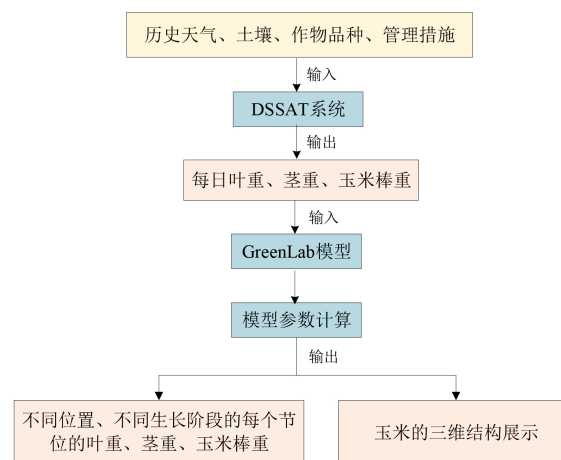 历史天气、土壤、作物品种、管理措施
输入
DSSAT系统
输出
每日叶重、茎重、玉米棒重
输入
GreenLab模型
模型参数计算
输出
不同位置、不同生长阶段的每个节
位的叶重、茎重、玉米棒重
玉米的三维结构展示